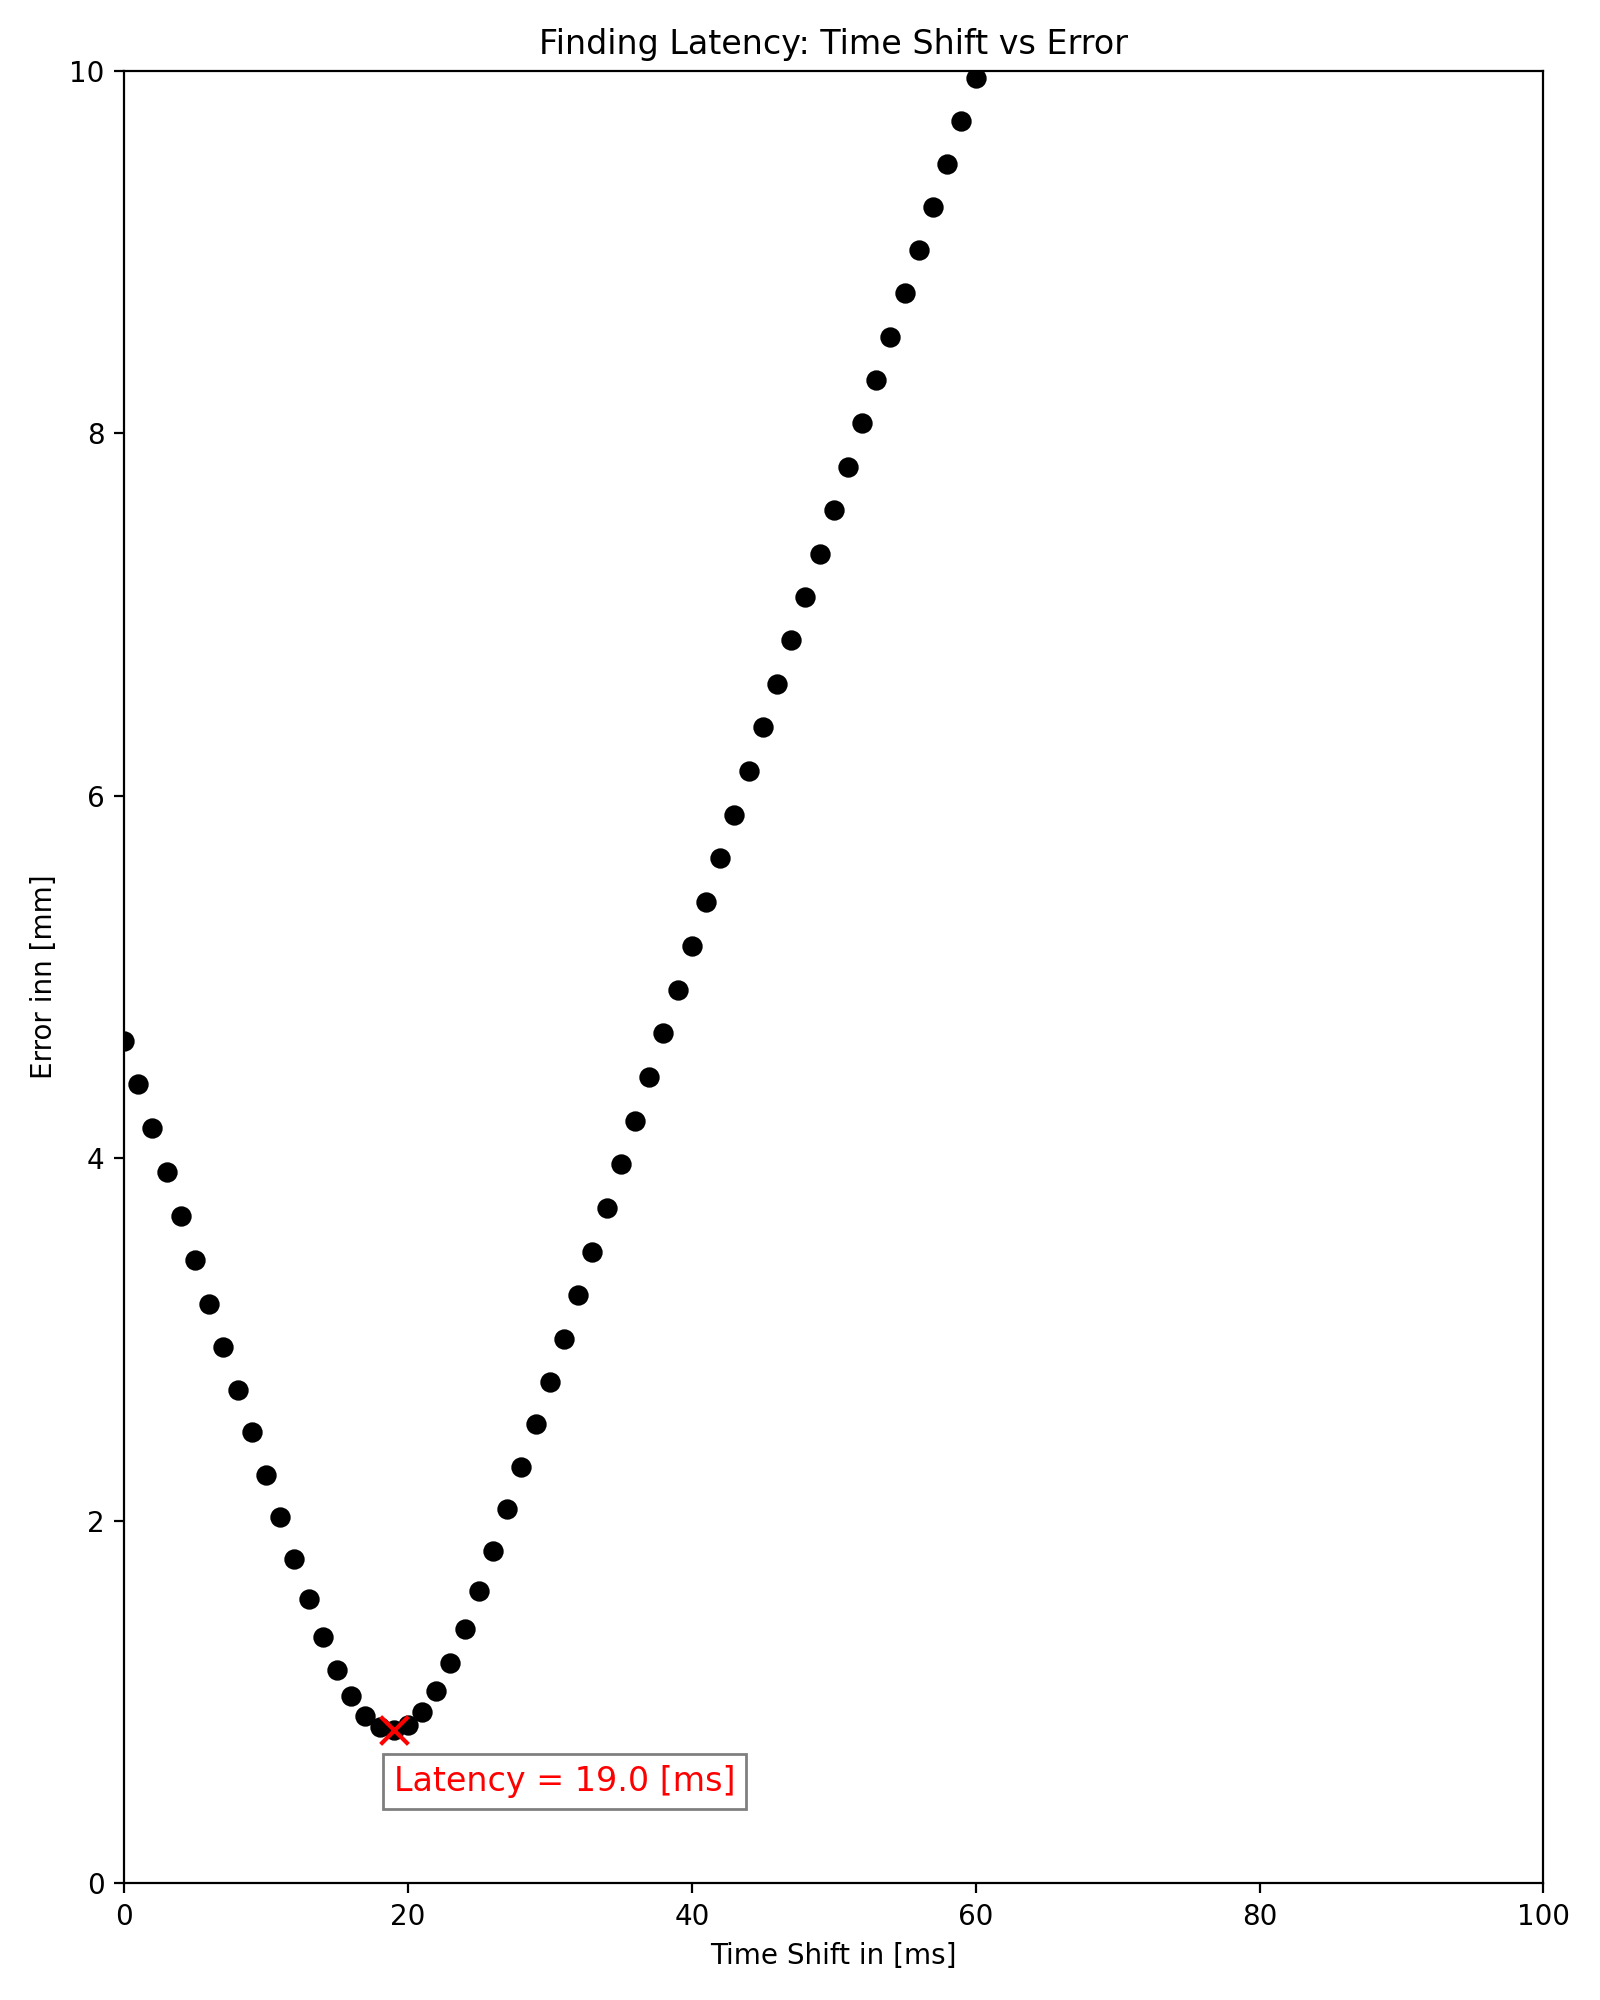 Finding Latency: Time Shift vs Error
10
8
6
4
2
0
Error inn [mm]
Latency = 19.0 [ms]
0 20 40 60 80 100
Time Shift in [ms]